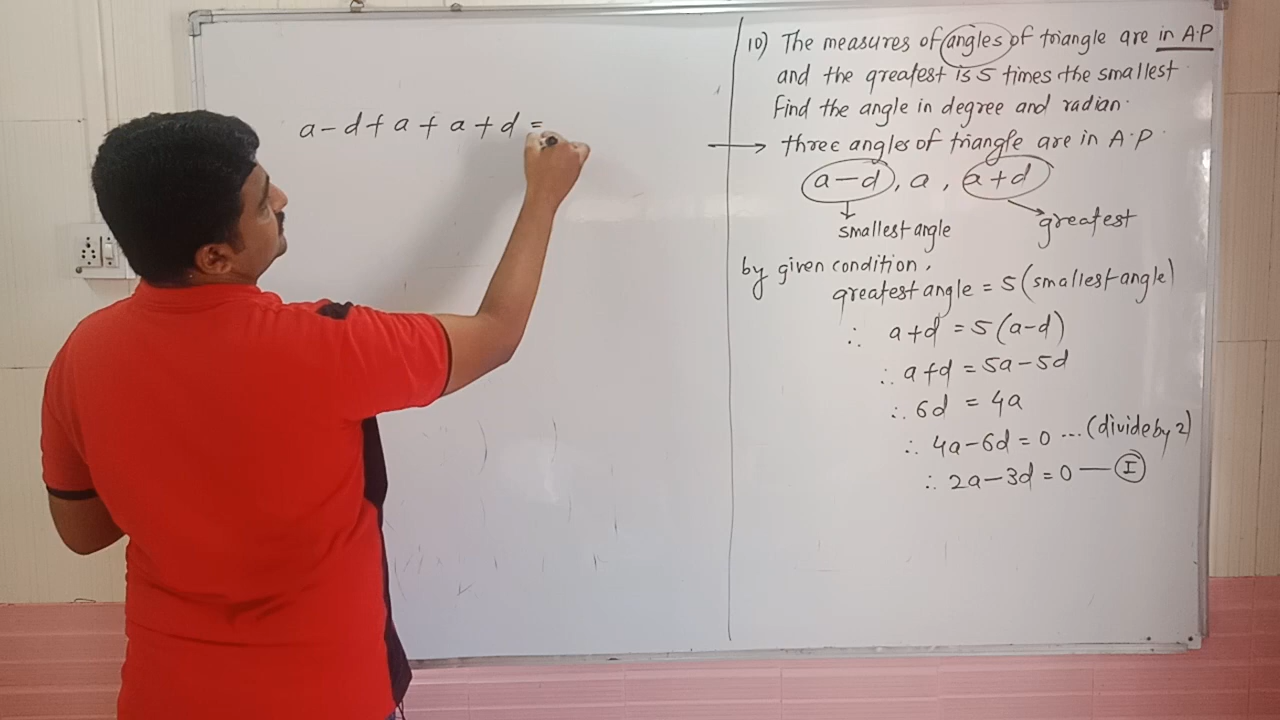 a-d+a+a+d=
10) The measures of angles of triangle are in A.P
and the greatest is 5 times the smallest.
Find the angle in degree and radian.
→ three angles of triangle are in A.P.
a-d, a, a+d
smallest angle
greatest
by given condition,
greatest angle = 5(smallest angle)
∴ a+d = 5(a-d)
∴ a+d = 5a-5d
∴ 6d = 4a
∴ 4a-6d = 0 ... (divide by 2)
∴ 2a-3d = 0 — I